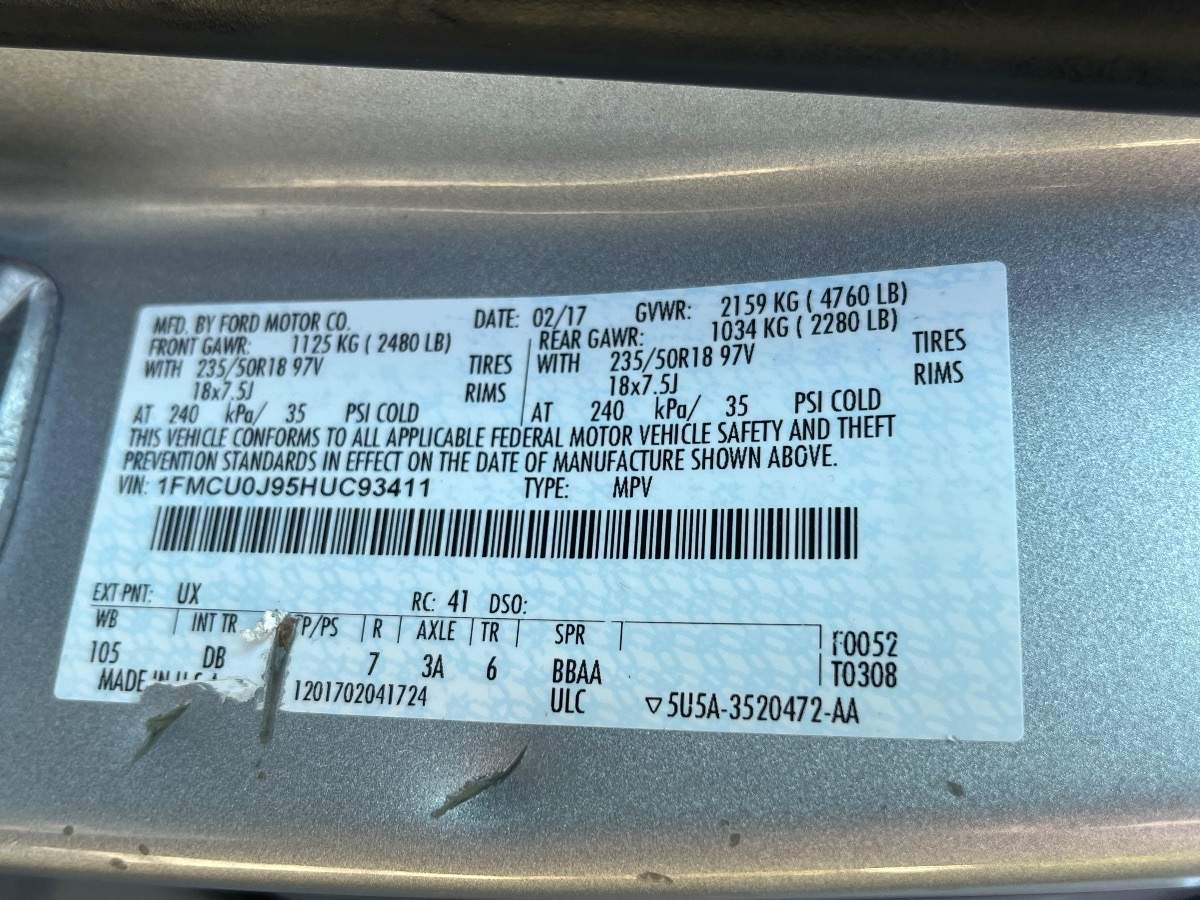 MFD. BY FORD MOTOR CO. DATE: 02/17 GVWR: 2159 KG ( 4760 LB)
FRONT GAWR: 1125 KG ( 2480 LB) REAR GAWR: 1034 KG ( 2280 LB)
WITH 235/50R18 97V TIRES WITH 235/50R18 97V TIRES
18x7.5J RIMS 18x7.5J RIMS
AT 240 kPa/ 35 PSI COLD AT 240 kPa/ 35 PSI COLD
THIS VEHICLE CONFORMS TO ALL APPLICABLE FEDERAL MOTOR VEHICLE SAFETY AND THEFT
PREVENTION STANDARDS IN EFFECT ON THE DATE OF MANUFACTURE SHOWN ABOVE.
VIN: 1FMCU0J95HUC93411 TYPE: MPV
EXT PNT: UX RC: 41 DSO:
WB INT TR TP/PS R AXLE TR SPR F0052
105 DB 7 3A 6 BBAA T0308
MADE IN U.S.A. 1201702041724 ULC ▽5U5A-3520472-AA